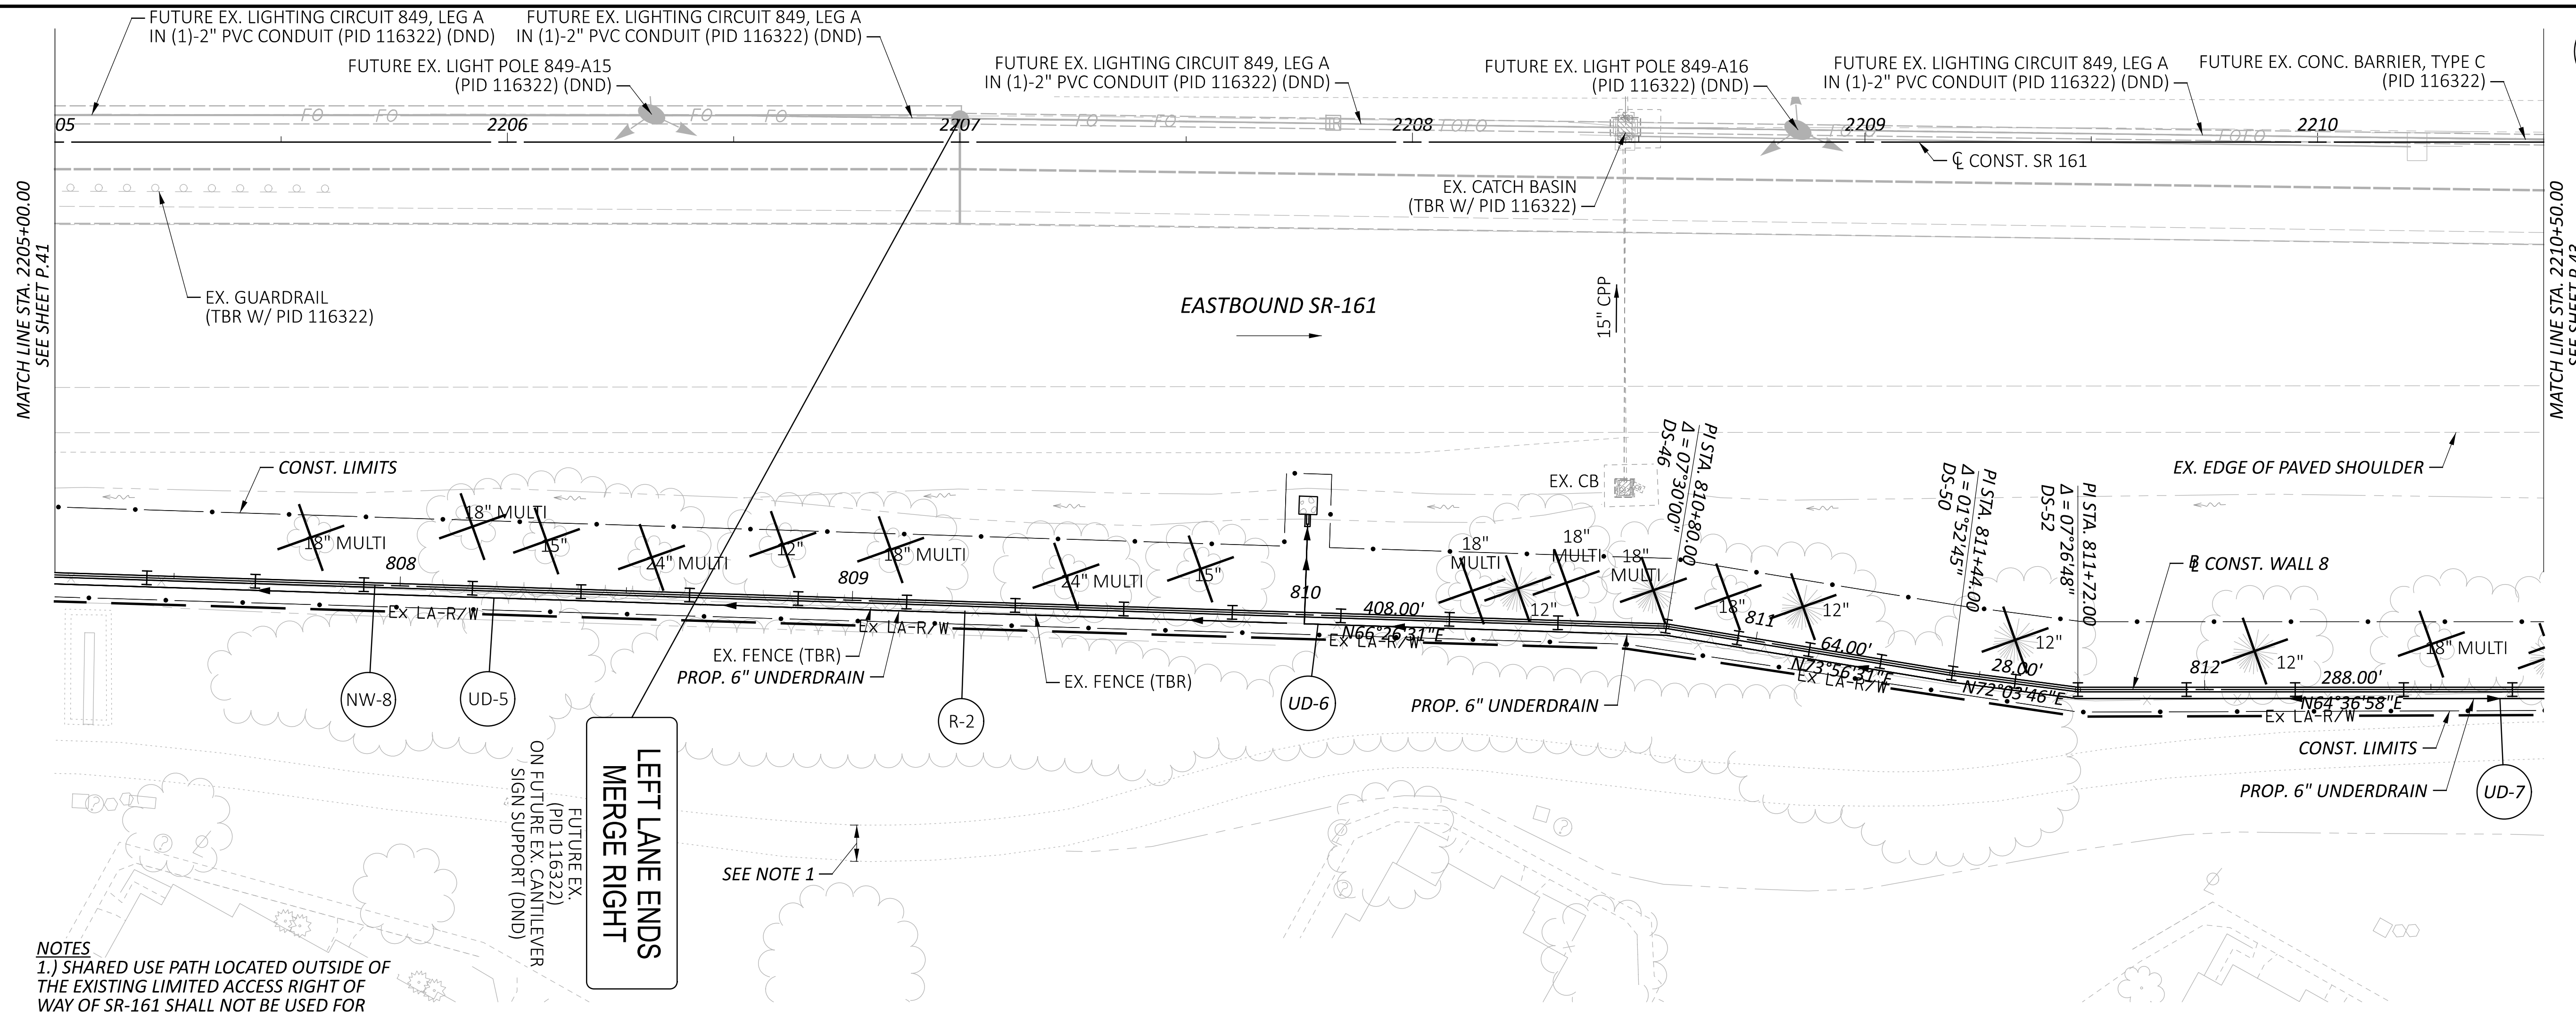 FUTURE EX. LIGHTING CIRCUIT 849, LEG A
IN (1)-2" PVC CONDUIT (PID 116322) (DND)
FUTURE EX. LIGHTING CIRCUIT 849, LEG A
IN (1)-2" PVC CONDUIT (PID 116322) (DND)
FUTURE EX. LIGHT POLE 849-A15
(PID 116322) (DND)
FUTURE EX. LIGHTING CIRCUIT 849, LEG A
IN (1)-2" PVC CONDUIT (PID 116322) (DND)
FUTURE EX. LIGHT POLE 849-A16
(PID 116322) (DND)
FUTURE EX. LIGHTING CIRCUIT 849, LEG A
IN (1)-2" PVC CONDUIT (PID 116322) (DND)
FUTURE EX. CONC. BARRIER, TYPE C
(PID 116322)
05
FO
FO
2206
FO
FO
2207
FO
FO
2208
FOFO
FO
2209
FOFO
2210
℄ CONST. SR 161
EX. CATCH BASIN
(TBR W/ PID 116322)
MATCH LINE STA. 2205+00.00
SEE SHEET P.41
MATCH LINE STA. 2210+50.00
EX. GUARDRAIL
(TBR W/ PID 116322)
EASTBOUND SR-161
15" CPP
CONST. LIMITS
EX. CB
PI STA. 810+80.00
Δ = 07°30'00"
DS-46
PI STA. 811+44.00
Δ = 01°52'45"
DS-50
PI STA. 811+72.00
Δ = 07°26'48"
DS-52
EX. EDGE OF PAVED SHOULDER
18" MULTI
18" MULTI
15"
24" MULTI
12"
18" MULTI
24" MULTI
15"
18"
MULTI
12"
18"
MULTI
18"
MULTI
18"
12"
12"
12"
18" MULTI
808
809
810
811
812
BL CONST. WALL 8
408.00'
N66°26'31"E
64.00'
N73°56'31"E
28.00'
N72°03'46"E
288.00'
N64°36'58"E
Ex LA-R/W
Ex LA-R/W
Ex LA-R/W
Ex LA-R/W
Ex LA-R/W
EX. FENCE (TBR)
PROP. 6" UNDERDRAIN
EX. FENCE (TBR)
PROP. 6" UNDERDRAIN
NW-8
UD-5
R-2
UD-6
CONST. LIMITS
PROP. 6" UNDERDRAIN
UD-7
LEFT LANE ENDS
MERGE RIGHT
FUTURE EX.
(PID 116322)
ON FUTURE EX. CANTILEVER
SIGN SUPPORT (DND)
SEE NOTE 1
NOTES
1.) SHARED USE PATH LOCATED OUTSIDE OF
THE EXISTING LIMITED ACCESS RIGHT OF
WAY OF SR-161 SHALL NOT BE USED FOR